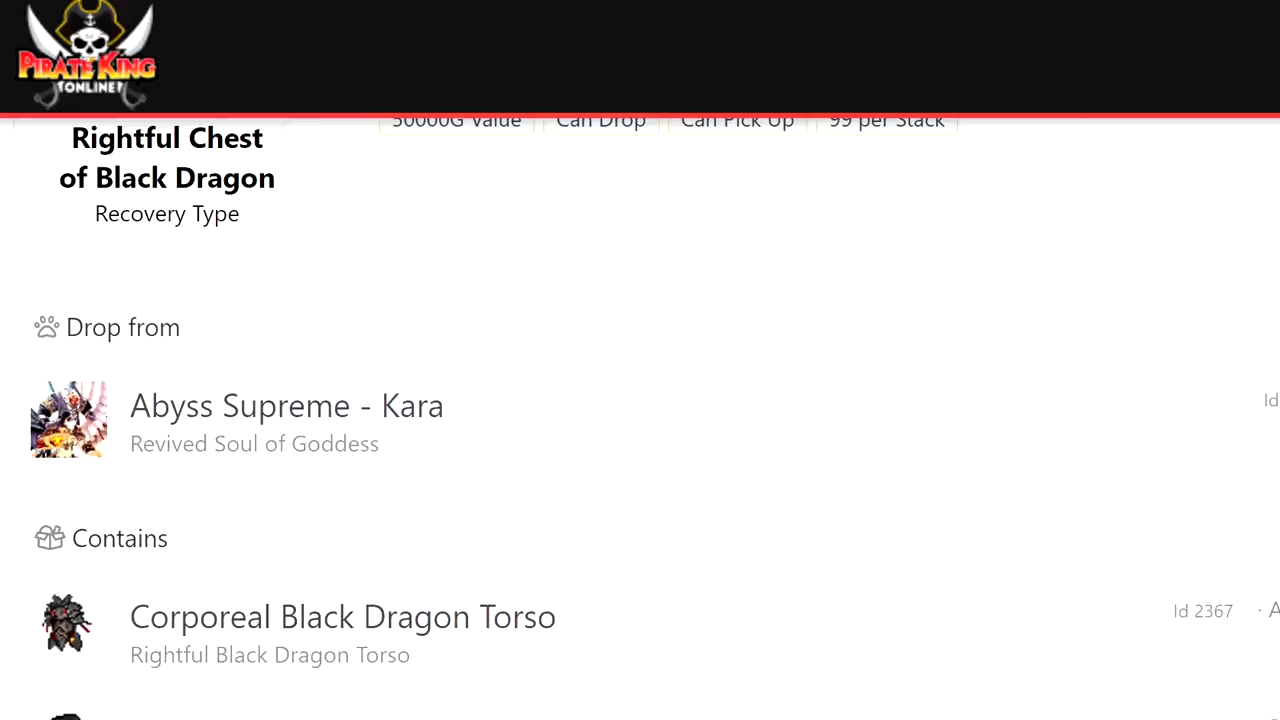 PIRATE KING
ONLINE
50000G Value Can Drop Can Pick Up 99 per Stack
Rightful Chest
of Black Dragon
Recovery Type
Drop from
Abyss Supreme - Kara
Id
Revived Soul of Goddess
Contains
Corporeal Black Dragon Torso
Id 2367 · A
Rightful Black Dragon Torso